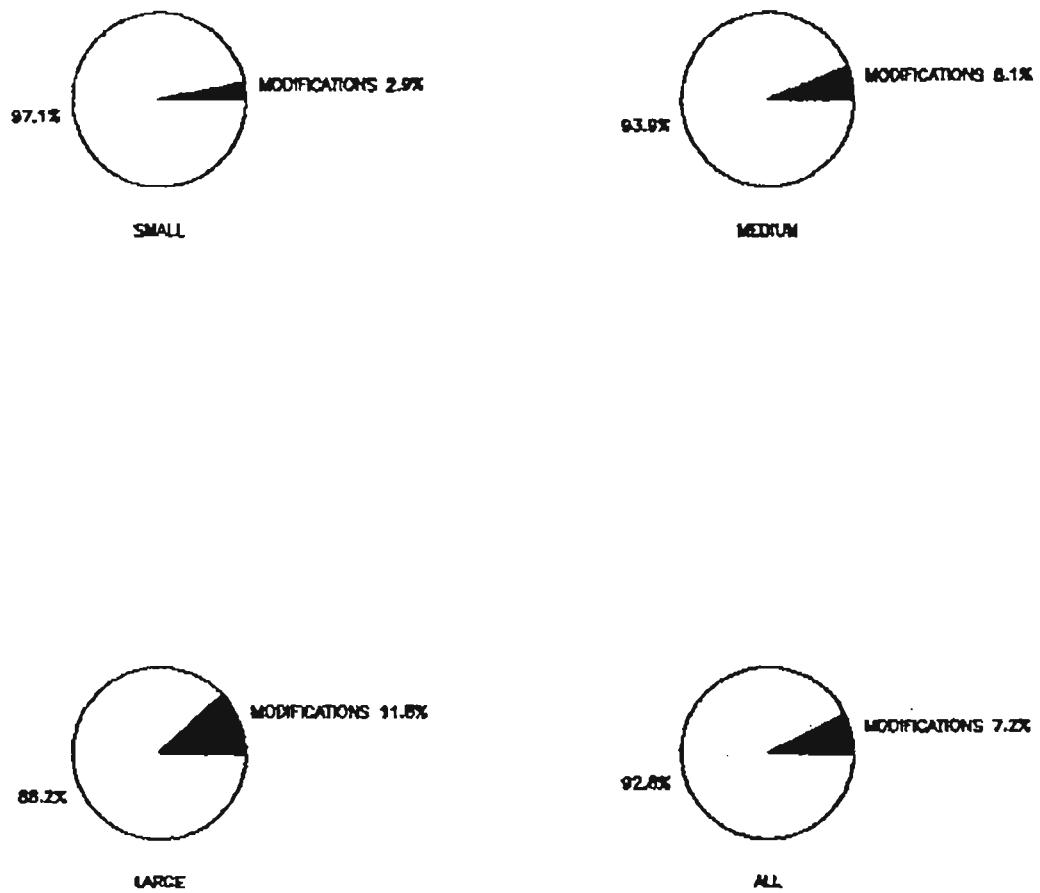 MODIFICATIONS 2.9%
97.1%
SMALL
MODIFICATIONS 6.1%
93.9%
MEDIUM
MODIFICATIONS 11.8%
88.2%
LARGE
MODIFICATIONS 7.2%
92.8%
ALL